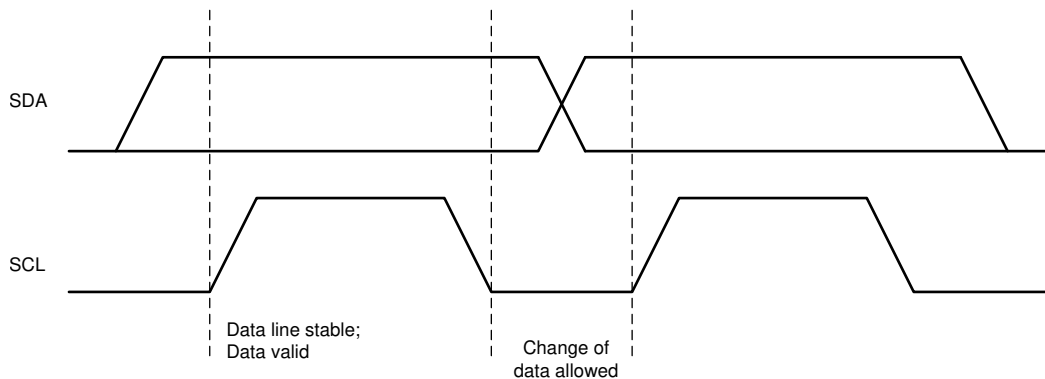 SDA
SCL
Data line stable;
Data valid
Change of
data allowed